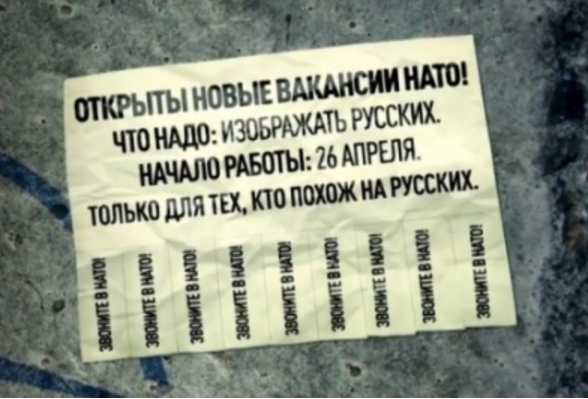 ОТКРЫТЫ НОВЫЕ ВАКАНСИИ НАТО!
ЧТО НАДО: ИЗОБРАЖАТЬ РУССКИХ.
НАЧАЛО РАБОТЫ: 26 АПРЕЛЯ.
ТОЛЬКО ДЛЯ ТЕХ, КТО ПОХОЖ НА РУССКИХ.
ЗВОНИТЕ В НАТО!
ЗВОНИТЕ В НАТО!
ЗВОНИТЕ В НАТО!
ЗВОНИТЕ В НАТО!
ЗВОНИТЕ В НАТО!
ЗВОНИТЕ В НАТО!
ЗВОНИТЕ В НАТО!
ЗВОНИТЕ В НАТО!
ЗВОНИТЕ В НАТО!